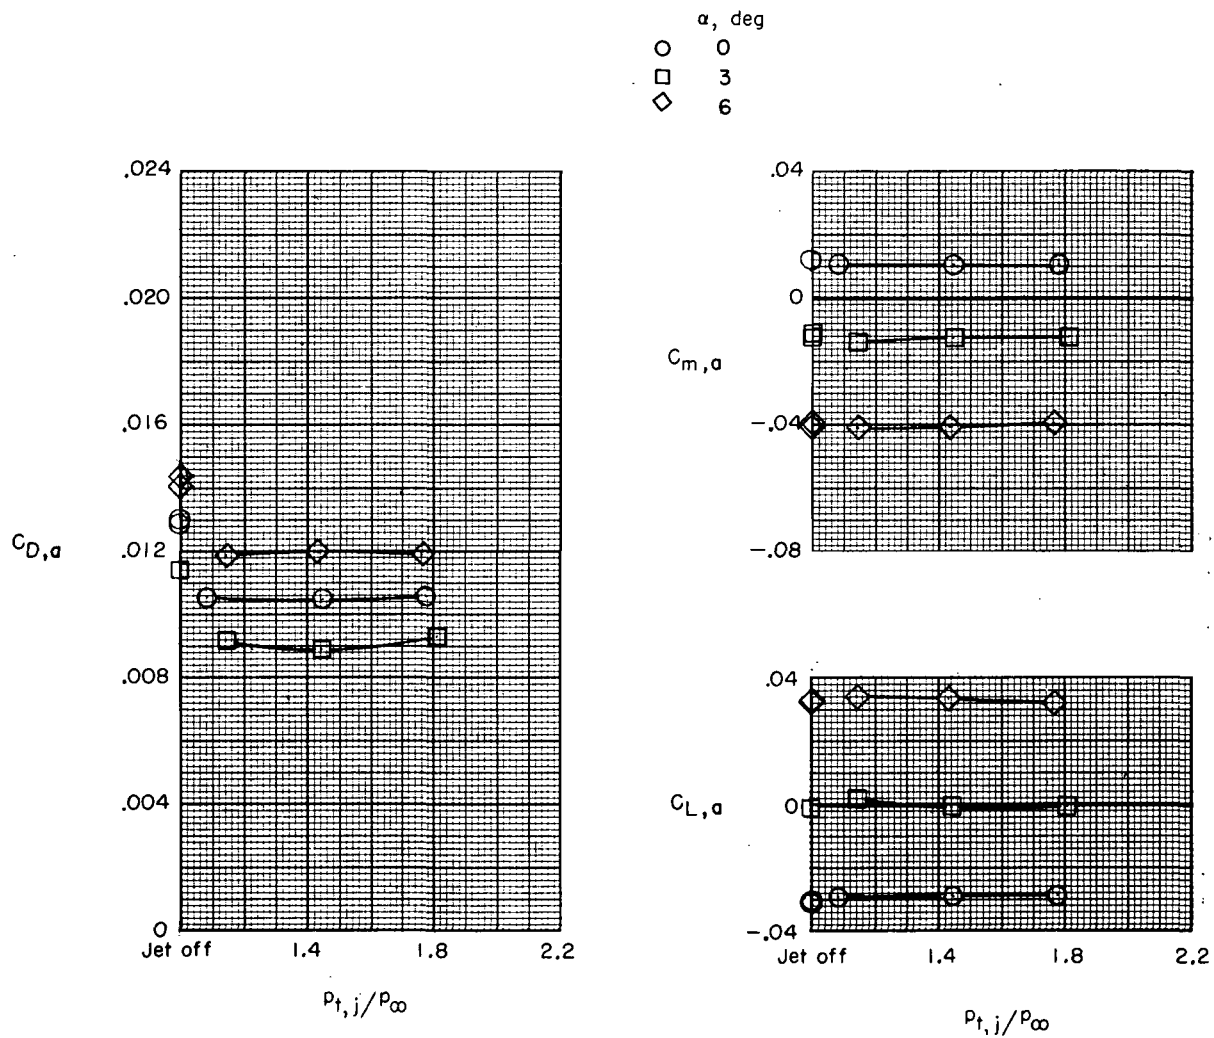 α, deg
0
3
6
.024
.020
.016
C_D,a
.012
.008
.004
0
Jet off 1.4 1.8 2.2
p_t,j/p_∞
.04
0
C_m,a
-.04
-.08
.04
C_L,a
0
-.04
Jet off 1.4 1.8 2.2
p_t,j/p_∞